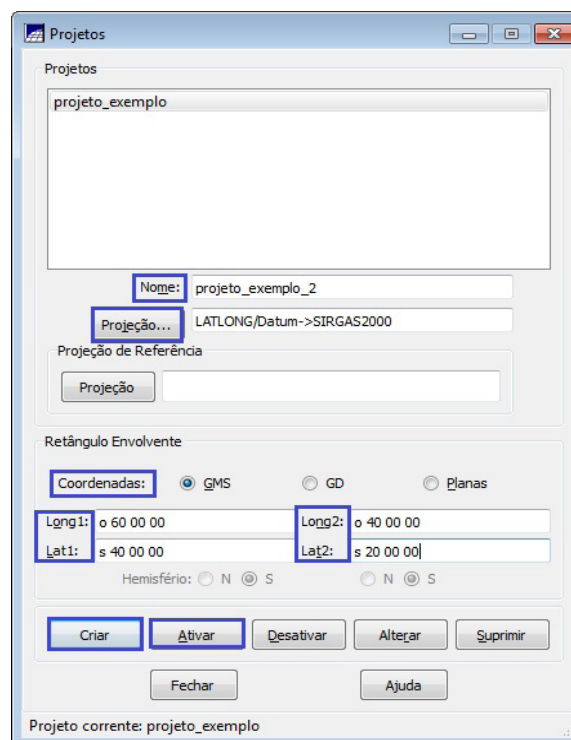 Projetos
Projetos
projeto_exemplo
Nome: projeto_exemplo_2
Projeção... LATLONG/Datum->SIRGAS2000
Projeção de Referência
Projeção
Retângulo Envolvente
Coordenadas: GMS GD Planas
Long1: o 60 00 00 Long2: o 40 00 00
Lat1: s 40 00 00 Lat2: s 20 00 00
Hemisfério: N S N S
Criar Ativar Desativar Alterar Suprimir
Fechar Ajuda
Projeto corrente: projeto_exemplo